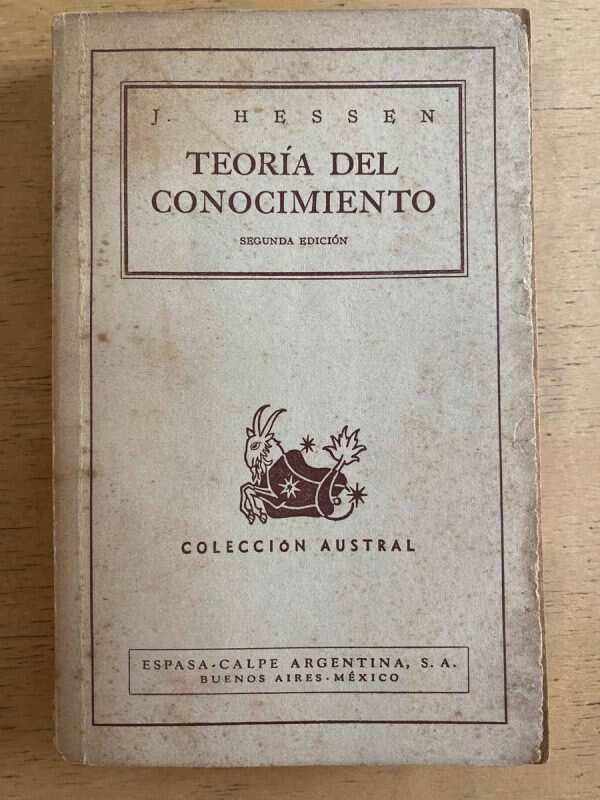 J. HESSEN
TEORÍA DEL
CONOCIMIENTO
SEGUNDA EDICIÓN
COLECCIÓN AUSTRAL
ESPASA-CALPE ARGENTINA, S. A.
BUENOS AIRES-MÉXICO